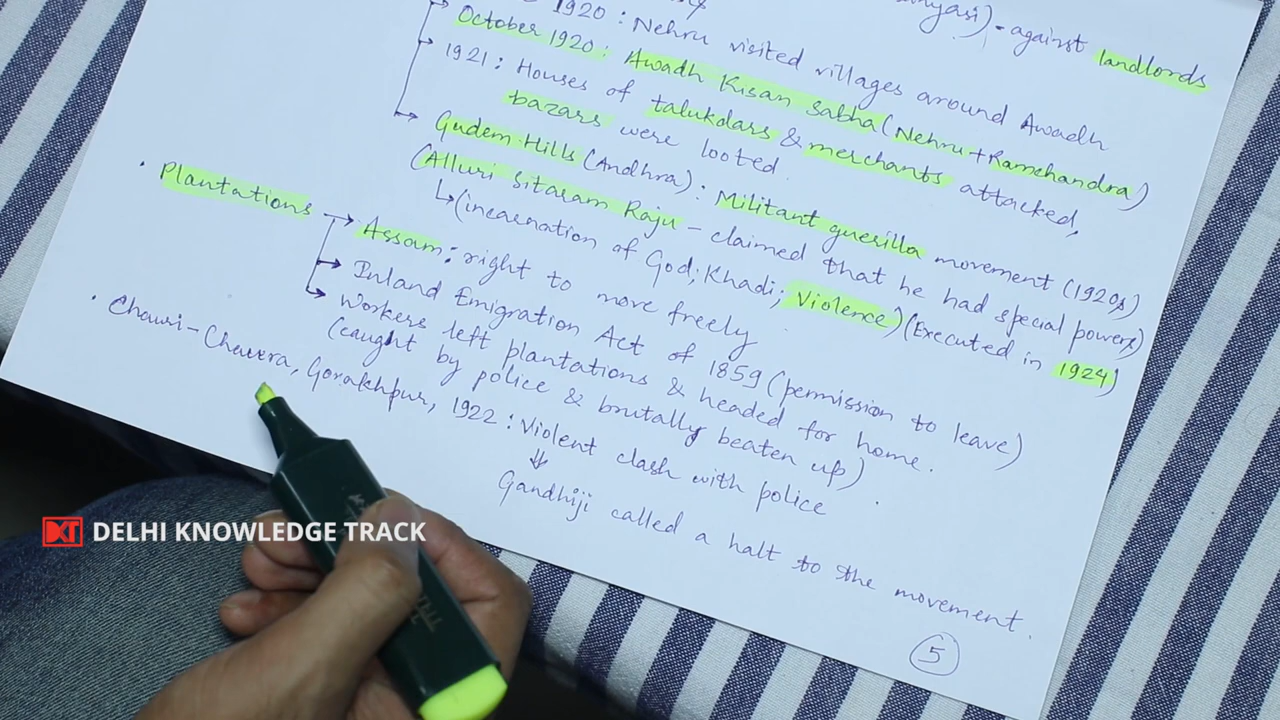 nyasi) - against landlords
1920 : Nehru visited villages around Awadh
October 1920 : Awadh Kisan Sabha (Nehru + Ramchandra)
1921 : Houses of talukdars & merchants attacked,
bazars were looted.
Gudem Hills (Andhra) : Militant guerilla movement (1920s)
(Alluri Sitaram Raju - claimed that he had special powers)
(incarnation of God; Khadi; Violence) (Executed in 1924)
• Plantations
Assam : right to move freely
Inland Emigration Act of 1859 (permission to leave)
Workers left plantations & headed for home.
(caught by police & brutally beaten up)
• Chauri-Chaura, Gorakhpur, 1922 : Violent clash with police
Gandhiji called a halt to the movement.
5
DKT DELHI KNOWLEDGE TRACK